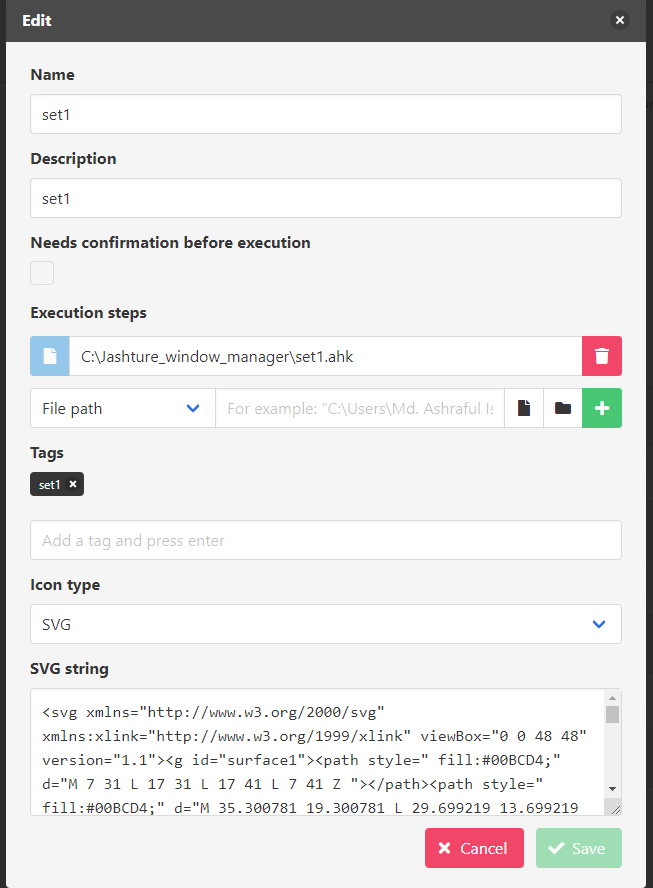 Edit
Name
set1
Description
set1
Needs confirmation before execution
Execution steps
C:\Jashture_window_manager\set1.ahk
File path
For example: "C:\Users\Md. Ashraful Is
Tags
set1
Add a tag and press enter
Icon type
SVG
SVG string
<svg xmlns="http://www.w3.org/2000/svg"
xmlns:xlink="http://www.w3.org/1999/xlink" viewBox="0 0 48 48"
version="1.1"><g id="surface1"><path style=" fill:#00BCD4;"
d="M 7 31 L 17 31 L 17 41 L 7 41 Z "></path><path style="
fill:#00BCD4;" d="M 35.300781 19.300781 L 29.699219 13.699219
Cancel
Save